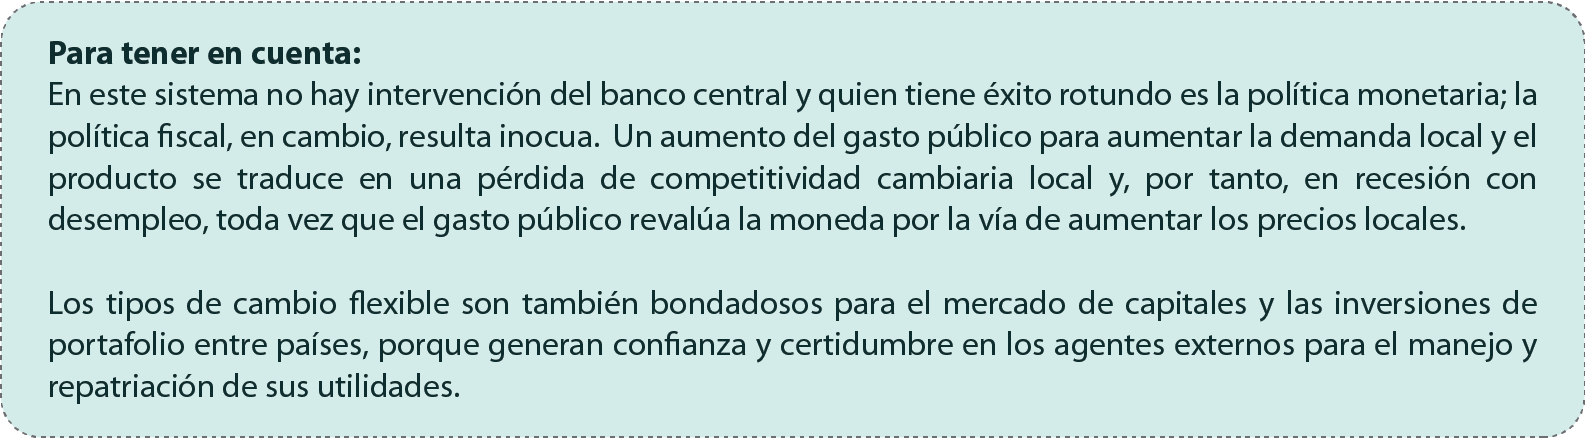 Para tener en cuenta:
En este sistema no hay intervención del banco central y quien tiene éxito rotundo es la política monetaria; la
política fiscal, en cambio, resulta inocua. Un aumento del gasto público para aumentar la demanda local y el
producto se traduce en una pérdida de competitividad cambiaria local y, por tanto, en recesión con
desempleo, toda vez que el gasto público revalúa la moneda por la vía de aumentar los precios locales.
Los tipos de cambio flexible son también bondadosos para el mercado de capitales y las inversiones de
portafolio entre países, porque generan confianza y certidumbre en los agentes externos para el manejo y
repatriación de sus utilidades.